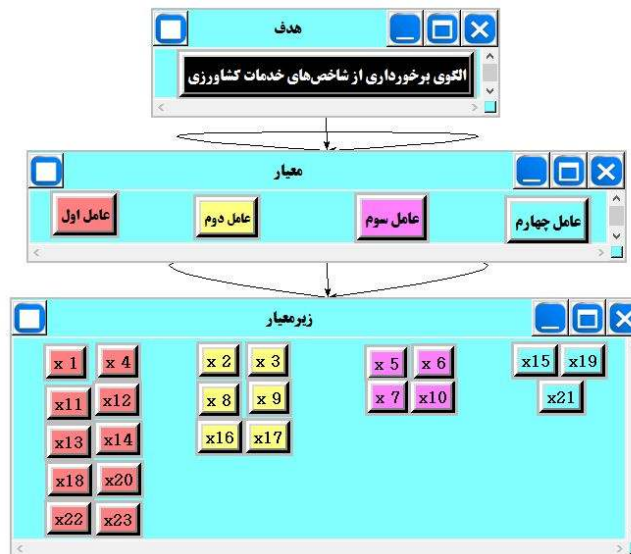 هدف
الگوی برخورداری از شاخص‌های خدمات کشاورزی
معیار
عامل اول عامل دوم عامل سوم عامل چهارم
زیرمعیار
x 1 x 4 x 2 x 3 x 5 x 6 x15 x19
x11 x12 x 8 x 9 x 7 x10 x21
x13 x14 x16 x17
x18 x20
x22 x23